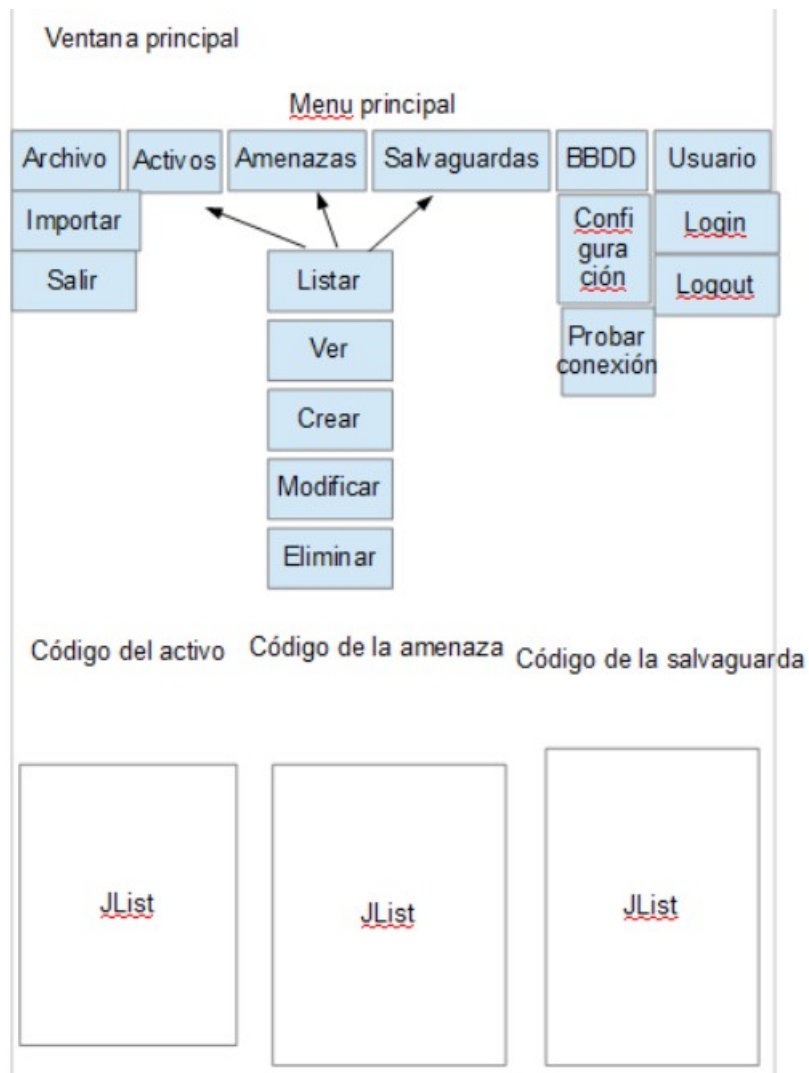 Ventana principal
Menu principal
Archivo
Activos
Amenazas
Salvaguardas
BBDD
Usuario
Importar
Salir
Listar
Ver
Crear
Modificar
Eliminar
Confi
gura
ción
Probar
conexión
Login
Logout
Código del activo
Código de la amenaza
Código de la salvaguarda
JList
JList
JList